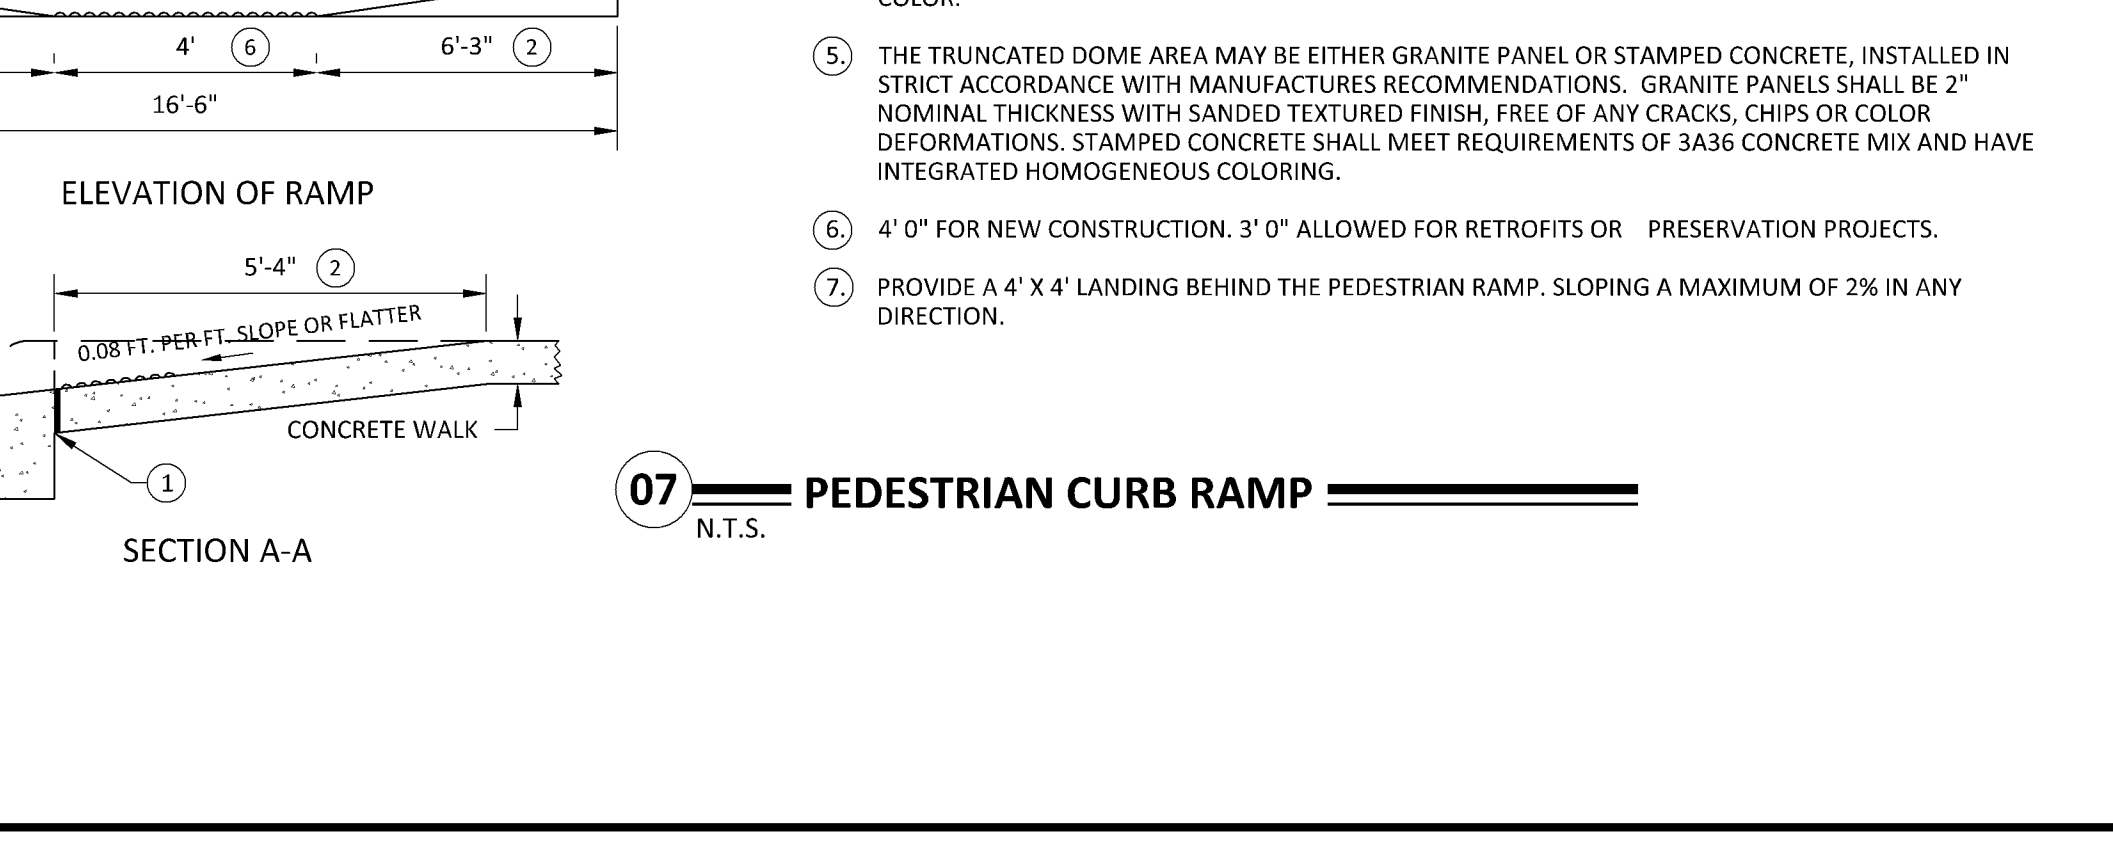 4' 6 6'-3" 2
16'-6"
ELEVATION OF RAMP
5'-4" 2
0.08 FT. PER FT. SLOPE OR FLATTER
CONCRETE WALK
1
SECTION A-A
COLOR.
5. THE TRUNCATED DOME AREA MAY BE EITHER GRANITE PANEL OR STAMPED CONCRETE, INSTALLED IN
STRICT ACCORDANCE WITH MANUFACTURES RECOMMENDATIONS. GRANITE PANELS SHALL BE 2"
NOMINAL THICKNESS WITH SANDED TEXTURED FINISH, FREE OF ANY CRACKS, CHIPS OR COLOR
DEFORMATIONS. STAMPED CONCRETE SHALL MEET REQUIREMENTS OF 3A36 CONCRETE MIX AND HAVE
INTEGRATED HOMOGENEOUS COLORING.
6. 4' 0" FOR NEW CONSTRUCTION. 3' 0" ALLOWED FOR RETROFITS OR PRESERVATION PROJECTS.
7. PROVIDE A 4' X 4' LANDING BEHIND THE PEDESTRIAN RAMP. SLOPING A MAXIMUM OF 2% IN ANY
DIRECTION.
07 PEDESTRIAN CURB RAMP
N.T.S.